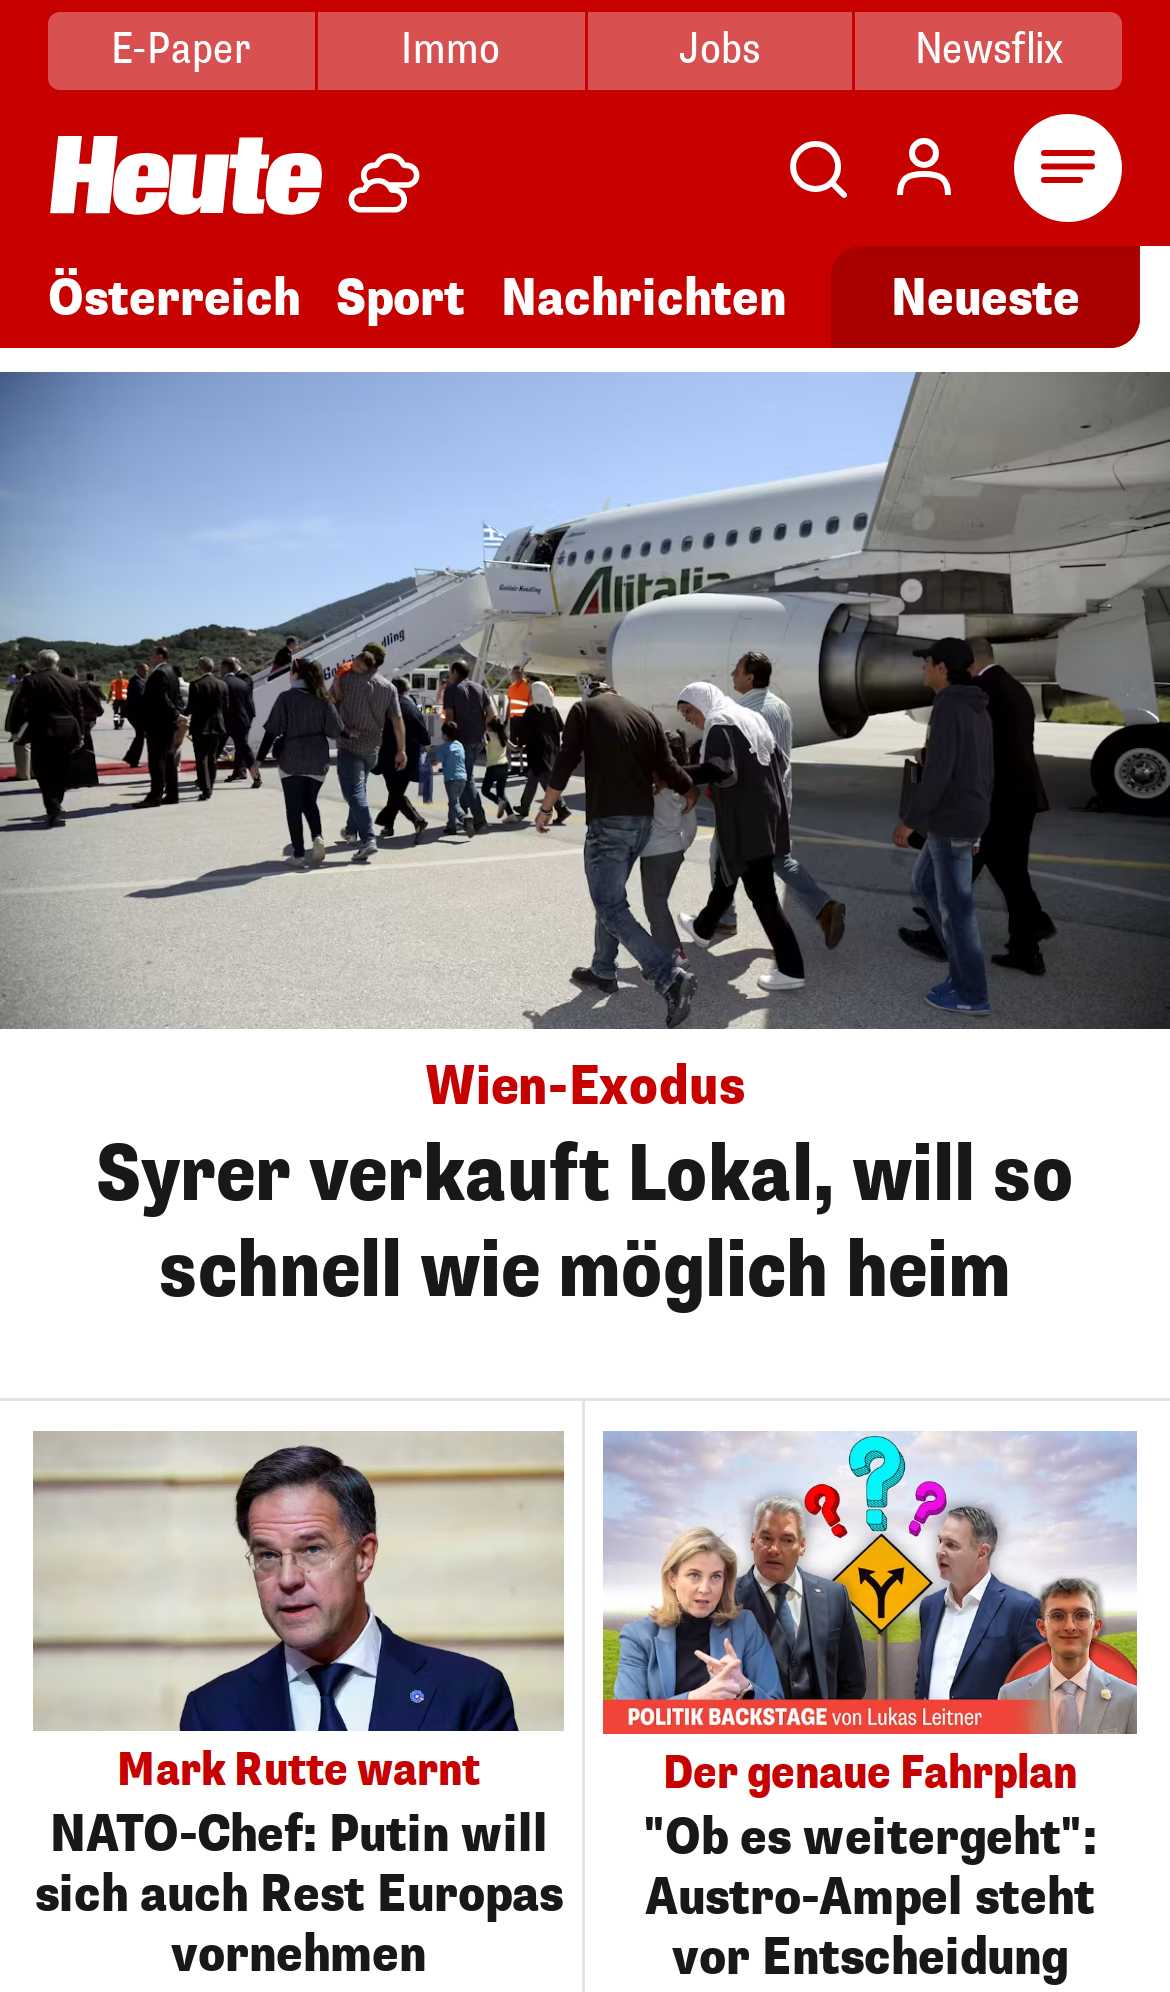 E-Paper
Immo
Jobs
Newsflix
Heute
Österreich
Sport
Nachrichten
Neueste
Goldair Handling
Alitalia
Wien-Exodus
Syrer verkauft Lokal, will so
schnell wie möglich heim
Mark Rutte warnt
NATO-Chef: Putin will
sich auch Rest Europas
vornehmen
POLITIK BACKSTAGE von Lukas Leitner
Der genaue Fahrplan
"Ob es weitergeht":
Austro-Ampel steht
vor Entscheidung